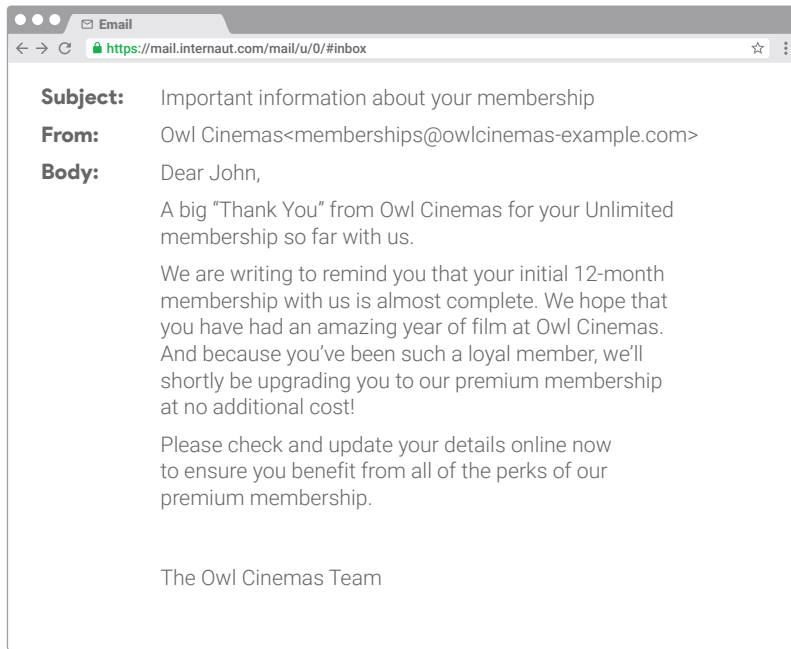 Email
https://mail.internaut.com/mail/u/0/#inbox
Subject: Important information about your membership
From: Owl Cinemas<memberships@owlcinemas-example.com>
Body: Dear John,
A big “Thank You” from Owl Cinemas for your Unlimited
membership so far with us.
We are writing to remind you that your initial 12-month
membership with us is almost complete. We hope that
you have had an amazing year of film at Owl Cinemas.
And because you’ve been such a loyal member, we’ll
shortly be upgrading you to our premium membership
at no additional cost!
Please check and update your details online now
to ensure you benefit from all of the perks of our
premium membership.
The Owl Cinemas Team